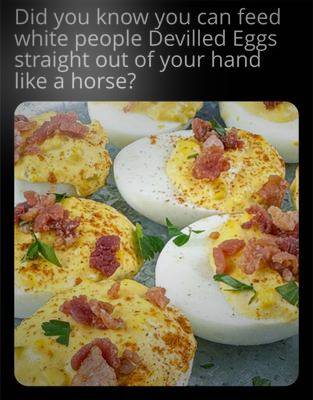 Did you know you can feed
white people Devilled Eggs
straight out of your hand
like a horse?